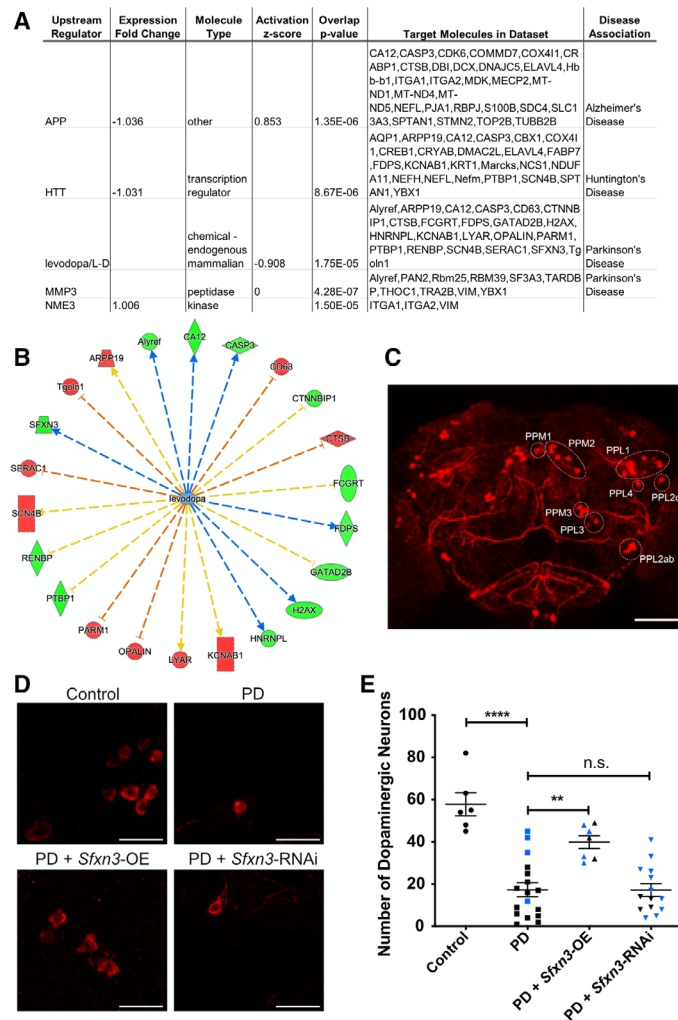 A
Upstream Regulator
Expression Fold Change
Molecule Type
Activation z-score
Overlap p-value
Target Molecules in Dataset
Disease Association
APP
-1.036
other
0.853
1.35E-06
CA12,CASP3,CDK6,COMMD7,COX4I1,CR
ABP1,CTSB,DBI,DCX,DNAJC5,ELAVL4,Hb
b-b1,ITGA1,ITGA2,MDK,MECP2,MT-
ND1,MT-ND4,MT-
ND5,NEFL,PJA1,RBPJ,S100B,SDC4,SLC1
3A3,SPTAN1,STMN2,TOP2B,TUBB2B
Alzheimer's
Disease
HTT
-1.031
transcription
regulator
8.67E-06
AQP1,ARPP19,CA12,CASP3,CBX1,COX4I
1,CREB1,CRYAB,DMAC2L,ELAVL4,FABP7
,FDPS,KCNAB1,KRT1,Marcks,NCS1,NDUF
A11,NEFH,NEFL,Nefm,PTBP1,SCN4B,SPT
AN1,YBX1
Huntington's
Disease
levodopa/L-D
chemical -
endogenous
mammalian
-0.908
1.75E-05
Alyref,ARPP19,CA12,CASP3,CD63,CTNNB
IP1,CTSB,FCGRT,FDPS,GATAD2B,H2AX,
HNRNPL,KCNAB1,LYAR,OPALIN,PARM1,
PTBP1,RENBP,SCN4B,SERAC1,SFXN3,Tg
oln1
Parkinson's
Disease
MMP3
peptidase
0
4.28E-07
Alyref,PAN2,Rbm25,RBM39,SF3A3,TARDB
P,THOC1,TRA2B,VIM,YBX1
Parkinson's
Disease
NME3
1.006
kinase
1.50E-05
ITGA1,ITGA2,VIM
B
Alyref
CA12
CASP3
ARPP19
CD63
Tgoln1
CTNNBIP1
SFXN3
CTSB
SERAC1
levodopa
FCGRT
SCN4B
FDPS
RENBP
GATAD2B
PTBP1
H2AX
PARM1
HNRNPL
OPALIN
LYAR
KCNAB1
C
PPM1
PPM2
PPL1
PPL4
PPL2c
PPM3
PPL3
PPL2ab
D
Control
PD
PD + Sfxn3-OE
PD + Sfxn3-RNAi
E
Number of Dopaminergic Neurons
100
80
60
40
20
0
****
n.s.
**
Control
PD
PD + Sfxn3-OE
PD + Sfxn3-RNAi